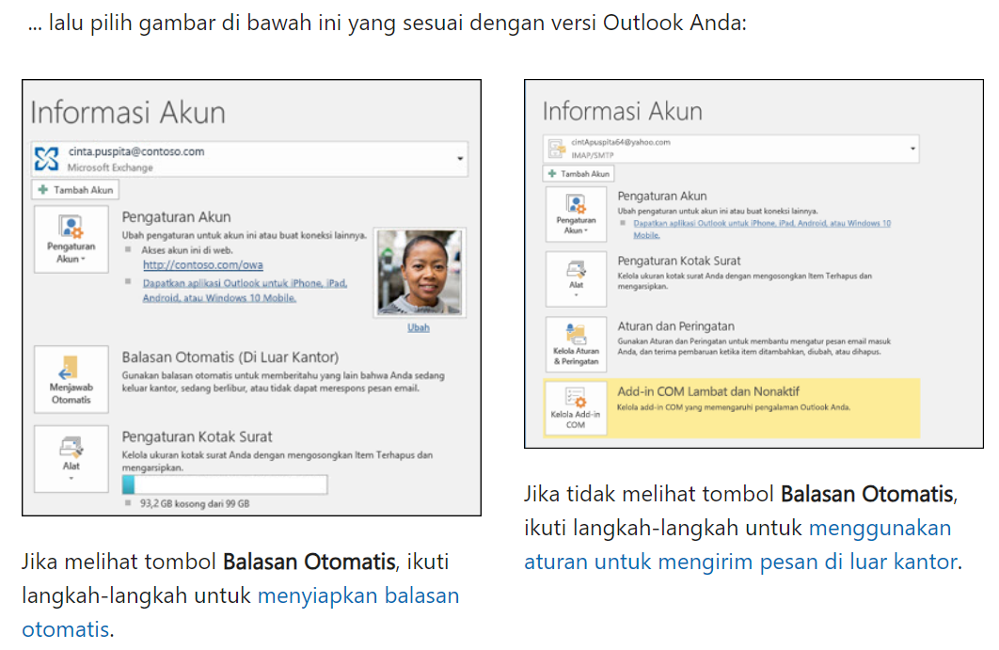 ... lalu pilih gambar di bawah ini yang sesuai dengan versi Outlook Anda:
Informasi Akun
cinta.puspita@contoso.com
Microsoft Exchange
Tambah Akun
Pengaturan
Akun
Pengaturan Akun
Ubah pengaturan untuk akun ini atau buat koneksi lainnya.
Akses akun ini di web.
http://contoso.com/owa
Dapatkan aplikasi Outlook untuk iPhone, iPad,
Android, atau Windows 10 Mobile.
Ubah
Menjawab
Otomatis
Balasan Otomatis (Di Luar Kantor)
Gunakan balasan otomatis untuk memberitahu yang lain bahwa Anda sedang
keluar kantor, sedang berlibur, atau tidak dapat merespons pesan email.
Alat
Pengaturan Kotak Surat
Kelola ukuran kotak surat Anda dengan mengosongkan Item Terhapus dan
mengarsipkan.
93,2 GB kosong dari 99 GB
Jika melihat tombol Balasan Otomatis, ikuti
langkah-langkah untuk menyiapkan balasan
otomatis.
Informasi Akun
cintApuspita64@yahoo.com
IMAP/SMTP
Tambah Akun
Pengaturan
Akun
Pengaturan Akun
Ubah pengaturan untuk akun ini atau buat koneksi lainnya.
Dapatkan aplikasi Outlook untuk iPhone, iPad, Android, atau Windows 10
Mobile.
Alat
Pengaturan Kotak Surat
Kelola ukuran kotak surat Anda dengan mengosongkan Item Terhapus dan
mengarsipkan.
Kelola Aturan
& Peringatan
Aturan dan Peringatan
Gunakan Aturan dan Peringatan untuk membantu mengatur pesan email masuk
Anda, dan terima pembaruan ketika item ditambahkan, diubah, atau dihapus.
Kelola Add-in
COM
Add-in COM Lambat dan Nonaktif
Kelola add-in COM yang memengaruhi pengalaman Outlook Anda.
Jika tidak melihat tombol Balasan Otomatis,
ikuti langkah-langkah untuk menggunakan
aturan untuk mengirim pesan di luar kantor.